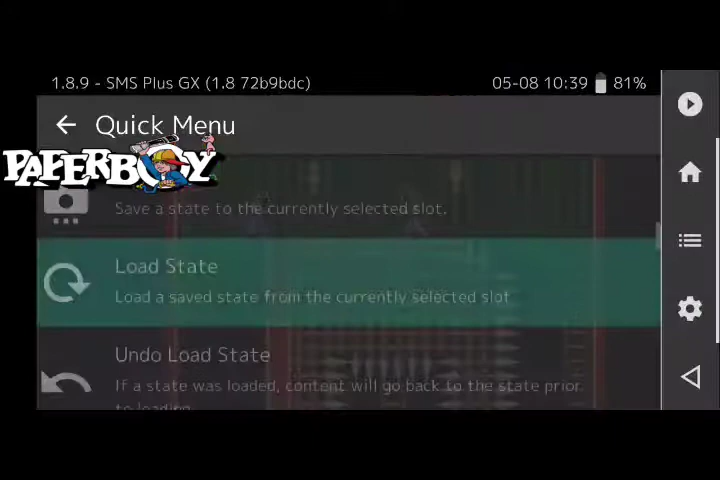 1.8.9 - SMS Plus GX (1.8 72b9bdc)
05-08 10:39
81%
Quick Menu
PAPERBOY
Save a state to the currently selected slot.
Load State
Load a saved state from the currently selected slot
Undo Load State
If a state was loaded, content will go back to the state prior
to loading